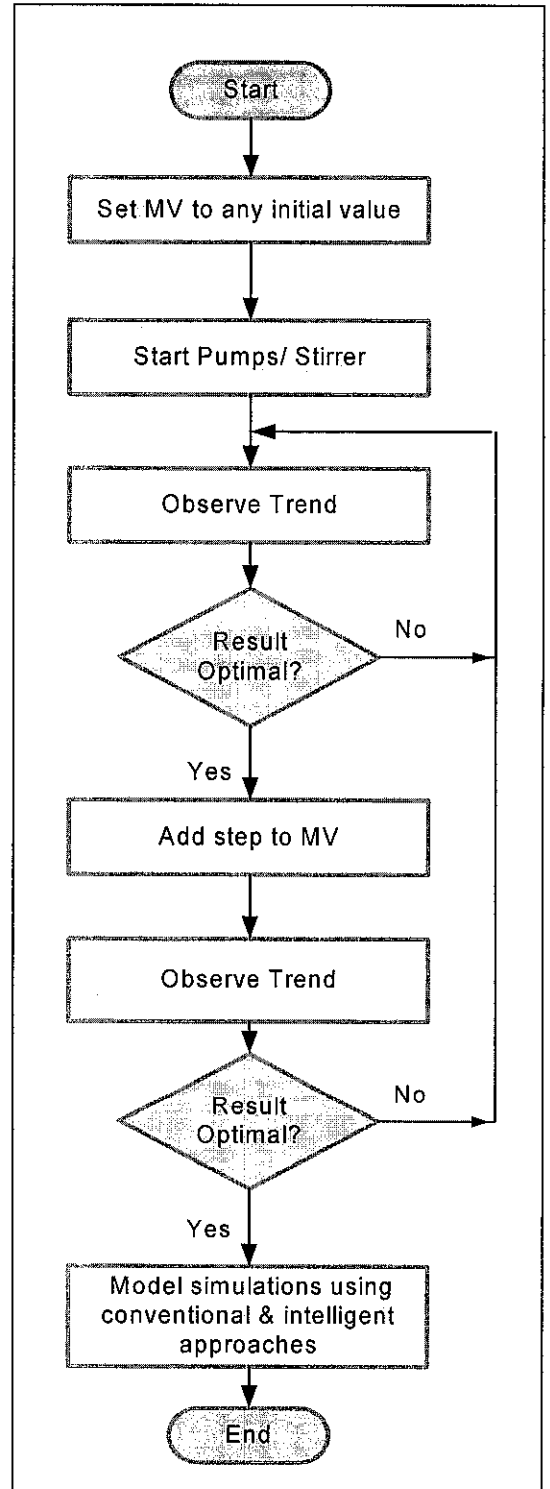 Start
Set MV to any initial value
Start Pumps/ Stirrer
Observe Trend
Result
Optimal?
No
Yes
Add step to MV
Observe Trend
Result
Optimal?
No
Yes
Model simulations using
conventional & intelligent
approaches
End